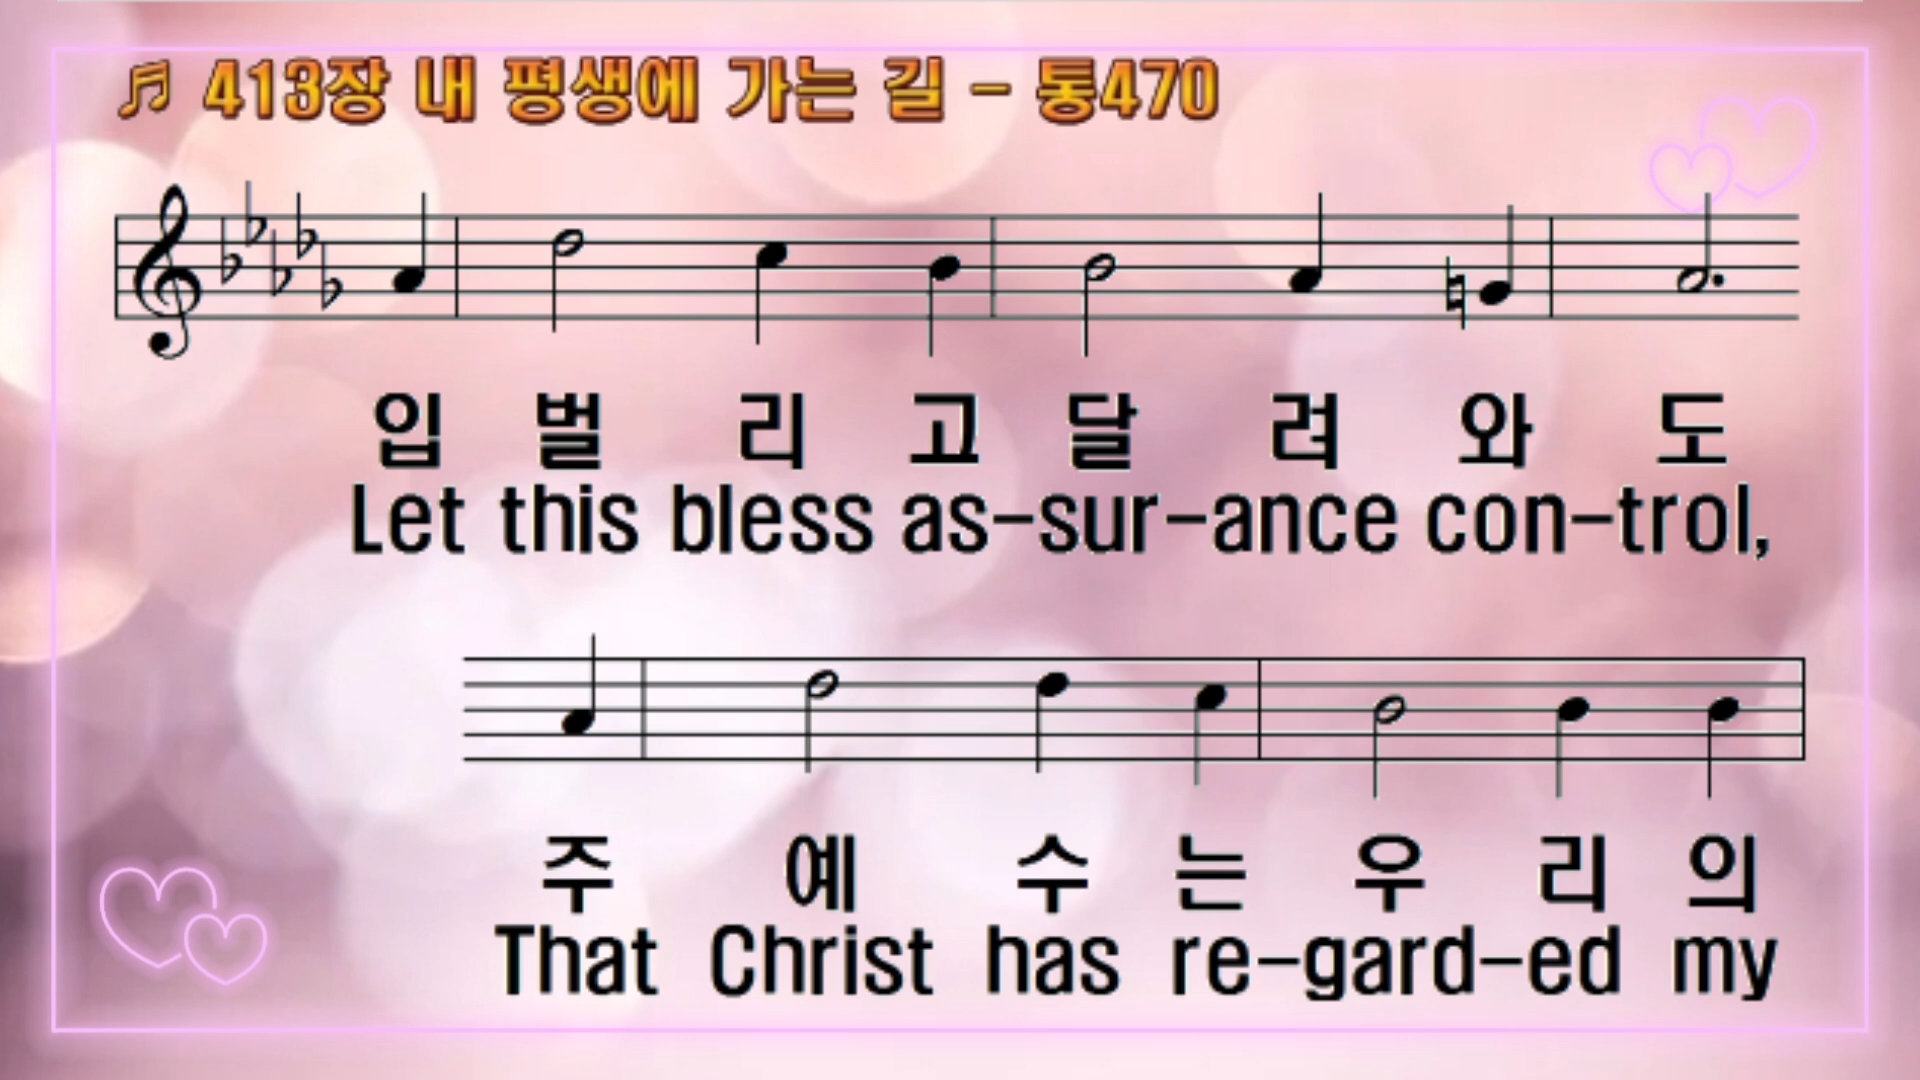 ♬ 413장 내 평생에 가는 길 - 통470
입 벌 리 고 달 려 와 도
Let this bless as-sur-ance con-trol,
주 예 수 는 우 리 의
That Christ has re-gard-ed my